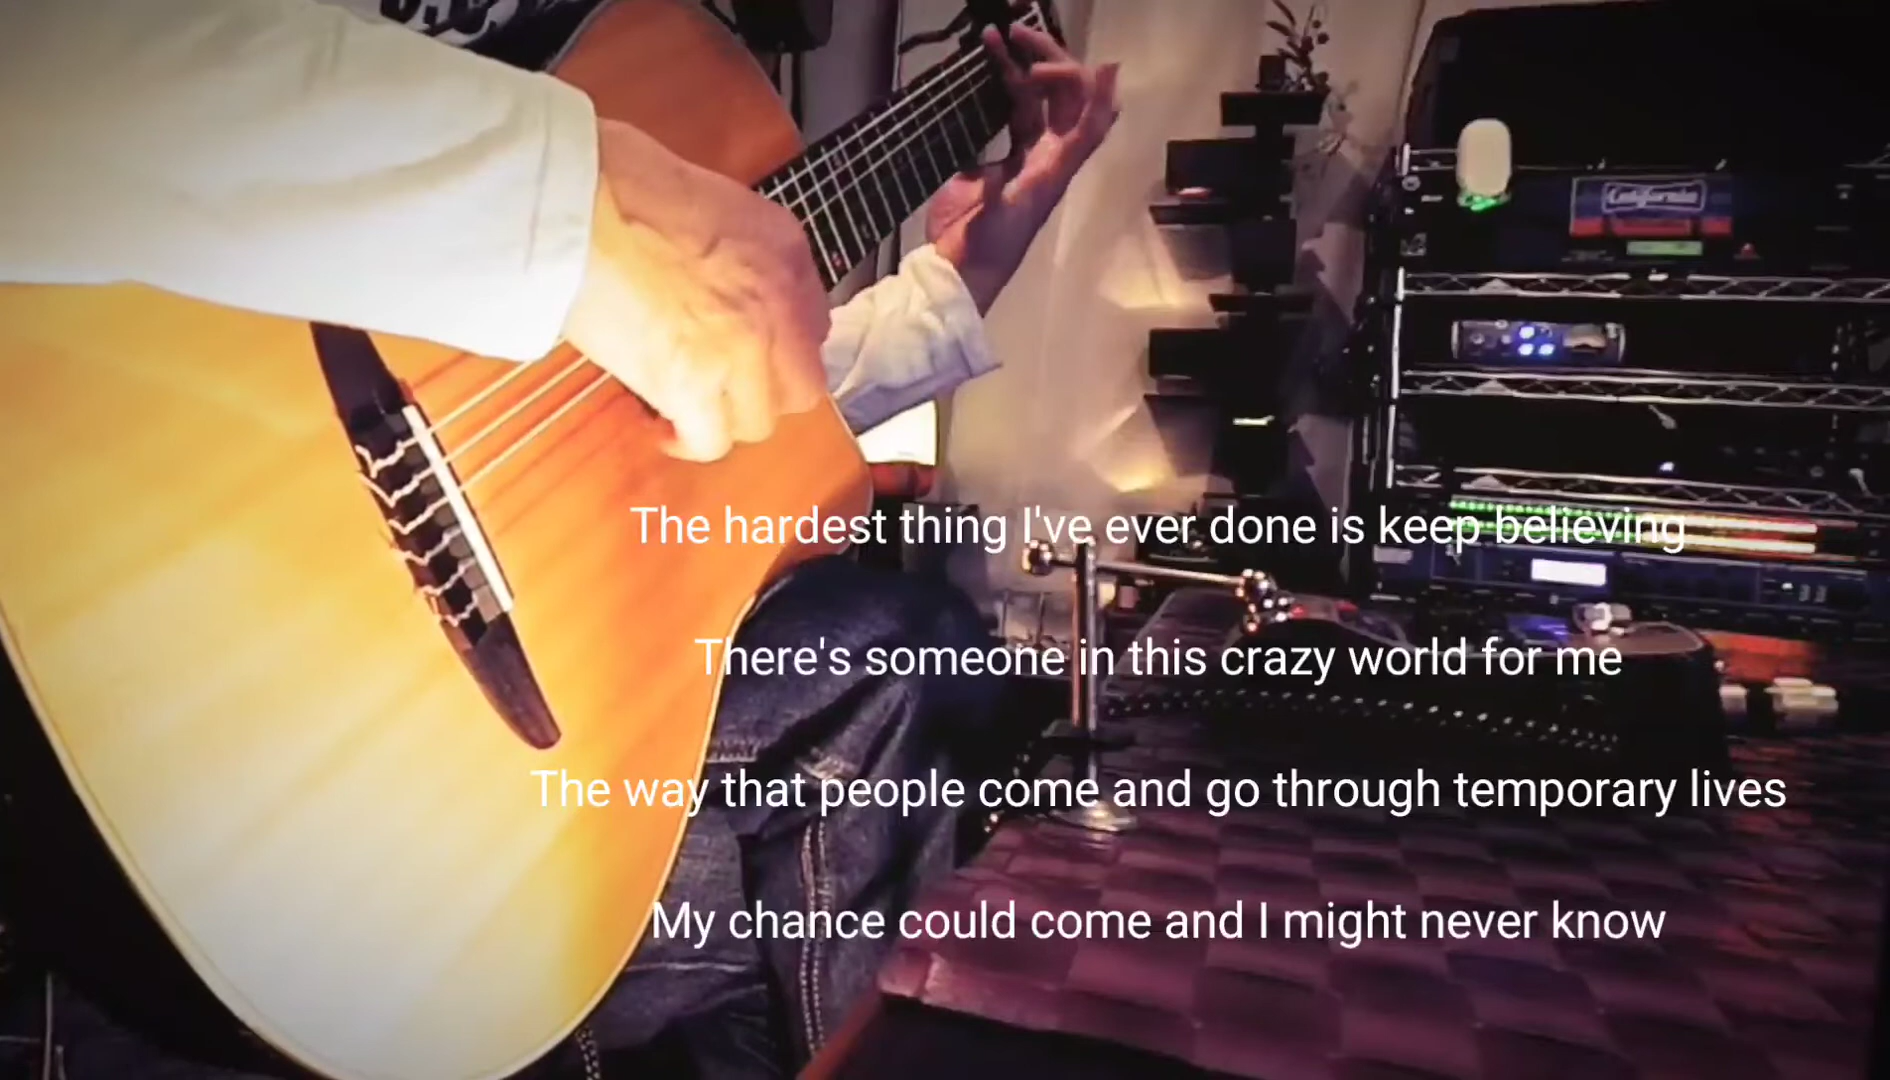 California
The hardest thing I've ever done is keep believing
There's someone in this crazy world for me
The way that people come and go through temporary lives
My chance could come and I might never know